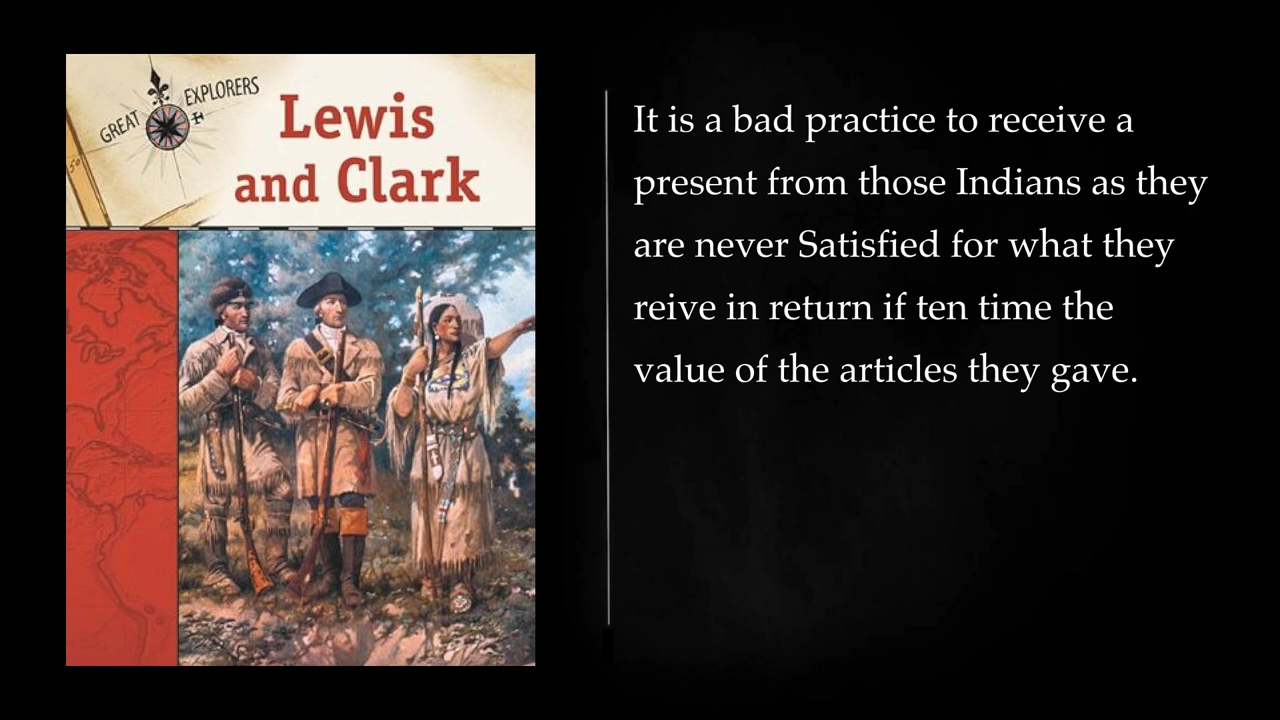 GREAT EXPLORERS
Lewis
and Clark
It is a bad practice to receive a
present from those Indians as they
are never Satisfied for what they
reive in return if ten time the
value of the articles they gave.